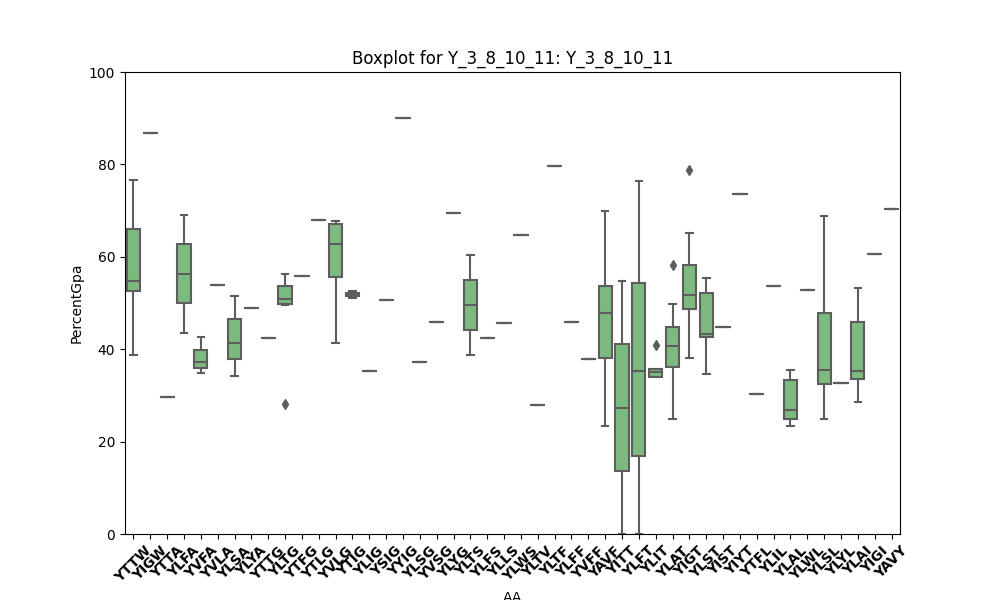 Boxplot for Y_3_8_10_11: Y_3_8_10_11
PercentGpa
100
80
60
40
20
0
YTTW YIGW YTTA YLFA YVFA YVLA YLSA YLYA YTTG YLTG YTFG YTLG YVLG YTIG YLIG YSIG YYIG YLSG YVSG YLYG YLTS YLFS YLLS YLWS YLTV YLTF YLFF YVFF YAVF YITT YLFT YLIT YLAT YIGT YLST YIST YIYT YTFL YLIL YLAL YLWL YLSL YLYL YLAI YIGI YAVY
AA